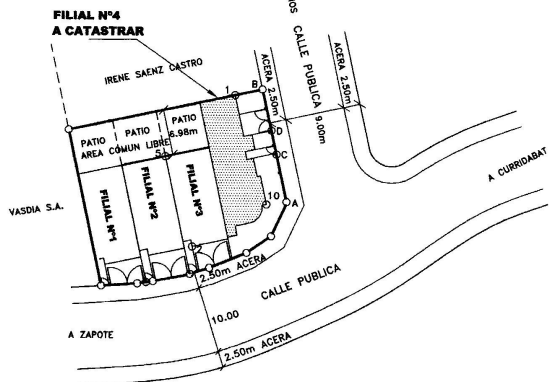 FILIAL Nº4
A CATASTRAR
IRENE SAENZ CASTRO
CALLE PUBLICA
9.00m
ACERA 2.50m
ACERA 2.50m
1
B
D
C
10
A
PATIO
PATIO
PATIO
6.98m
AREA COMUN LIBRE
5
VASDIA S.A.
FILIAL Nº1
FILIAL Nº2
FILIAL Nº3
A CURRIDABAT
2.50m ACERA
CALLE PUBLICA
10.00
A ZAPOTE
2.50m ACERA